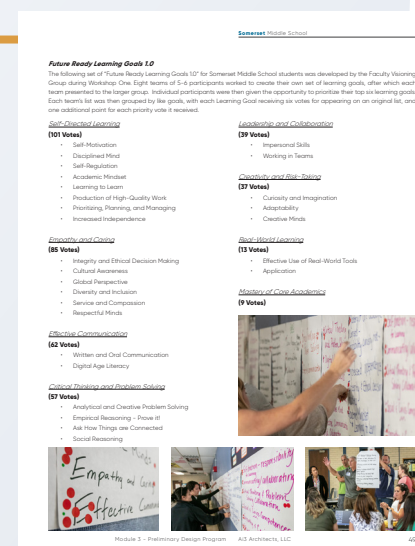 Somerset Middle School
Future Ready Learning Goals 1.0
The following set of "Future Ready Learning Goals 1.0" for Somerset Middle School students was developed by the Faculty Visioning
Group during Workshop One. Eight teams of 5-6 participants worked to create their own set of learning goals, after which each
team presented to the larger group. Individual participants were then given the opportunity to prioritize their top six learning goals.
Each team's list was then grouped by like goals, with each Learning Goal receiving six votes for appearing on an original list, and
one additional point for each priority vote it received.
Self-Directed Learning
(101 Votes)
• Self-Motivation
• Disciplined Mind
• Self-Regulation
• Academic Mindset
• Learning to Learn
• Production of High-Quality Work
• Prioritizing, Planning, and Managing
• Increased Independence
Empathy and Caring
(85 Votes)
• Integrity and Ethical Decision Making
• Cultural Awareness
• Global Perspective
• Diversity and Inclusion
• Service and Compassion
• Respectful Minds
Effective Communication
(62 Votes)
• Written and Oral Communication
• Digital Age Literacy
Critical Thinking and Problem Solving
(57 Votes)
• Analytical and Creative Problem Solving
• Empirical Reasoning - Prove it!
• Ask How Things are Connected
• Social Reasoning
Leadership and Collaboration
(39 Votes)
• Impersonal Skills
• Working in Teams
Creativity and Risk-Taking
(37 Votes)
• Curiosity and Imagination
• Adaptability
• Creative Minds
Real-World Learning
(13 Votes)
• Effective Use of Real-World Tools
• Application
Mastery of Core Academics
(9 Votes)
Empathy and
Effective
Module 3 - Preliminary Design Program Ai3 Architects, LLC 45